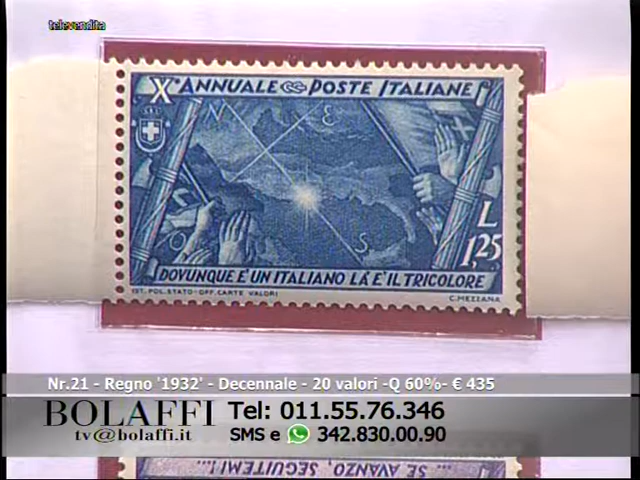 televendita
X° ANNUALE POSTE ITALIANE
N E
L
1,25
O S
DOVUNQUE E' UN ITALIANO LÀ E' IL TRICOLORE
IST. POL. STATO - OFF. CARTE VALORI C. MEZZANA
Nr.21 - Regno '1932' - Decennale - 20 valori -Q 60%- € 435
BOLAFFI
tv@bolaffi.it
Tel: 011.55.76.346
SMS e 342.830.00.90
... SE AVANZO, SEGUITEMI! ...